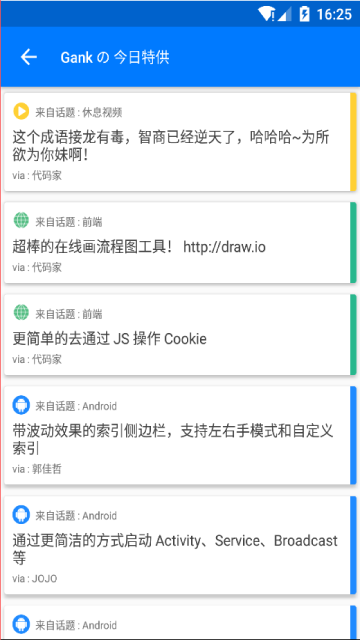 16:25
Gank の 今日特供
来自话题 : 休息视频
这个成语接龙有毒，智商已经逆天了，哈哈哈~为所
欲为你妹啊！
via : 代码家
来自话题 : 前端
超棒的在线画流程图工具！ http://draw.io
via : 代码家
来自话题 : 前端
更简单的去通过 JS 操作 Cookie
via : 代码家
来自话题 : Android
带波动效果的索引侧边栏，支持左右手模式和自定义
索引
via : 郭佳哲
来自话题 : Android
通过更简洁的方式启动 Activity、Service、Broadcast
等
via : JOJO
来自话题 : Android